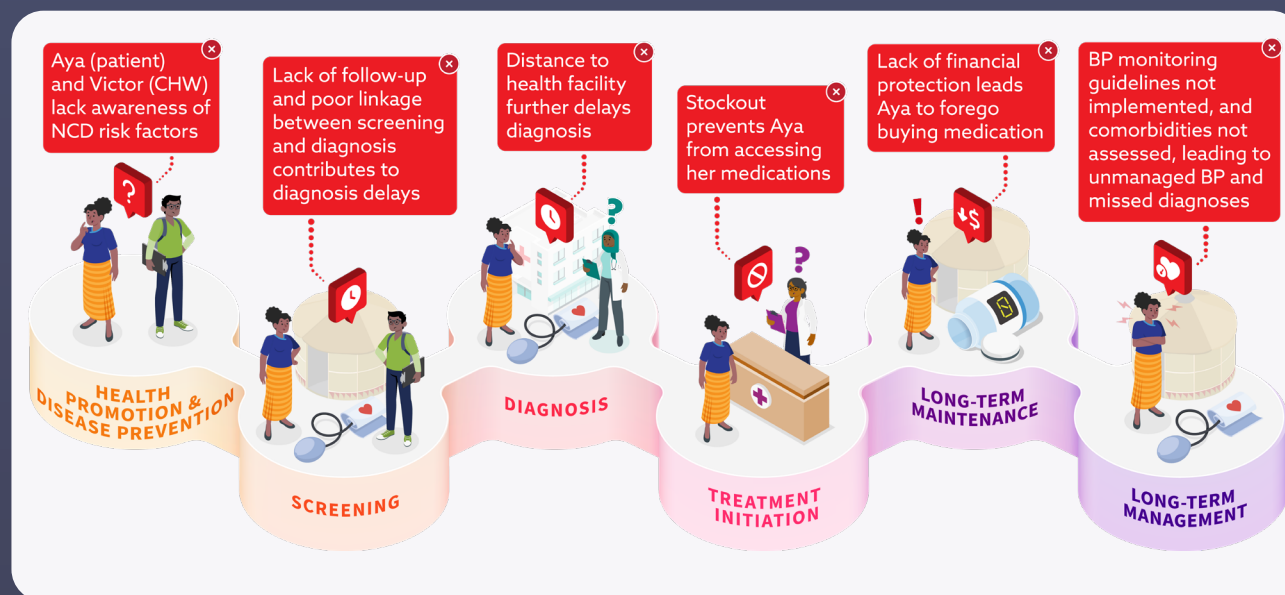 Aya (patient)
and Victor (CHW)
lack awareness of
NCD risk factors
Lack of follow-up
and poor linkage
between screening
and diagnosis
contributes to
diagnosis delays
Distance to
health facility
further delays
diagnosis
Stockout
prevents Aya
from accessing
her medications
Lack of financial
protection leads
Aya to forego
buying medication
BP monitoring
guidelines not
implemented, and
comorbidities not
assessed, leading to
unmanaged BP and
missed diagnoses
?
?
?
!
$
0
HEALTH
PROMOTION &
DISEASE PREVENTION
SCREENING
DIAGNOSIS
TREATMENT
INITIATION
LONG-TERM
MAINTENANCE
LONG-TERM
MANAGEMENT